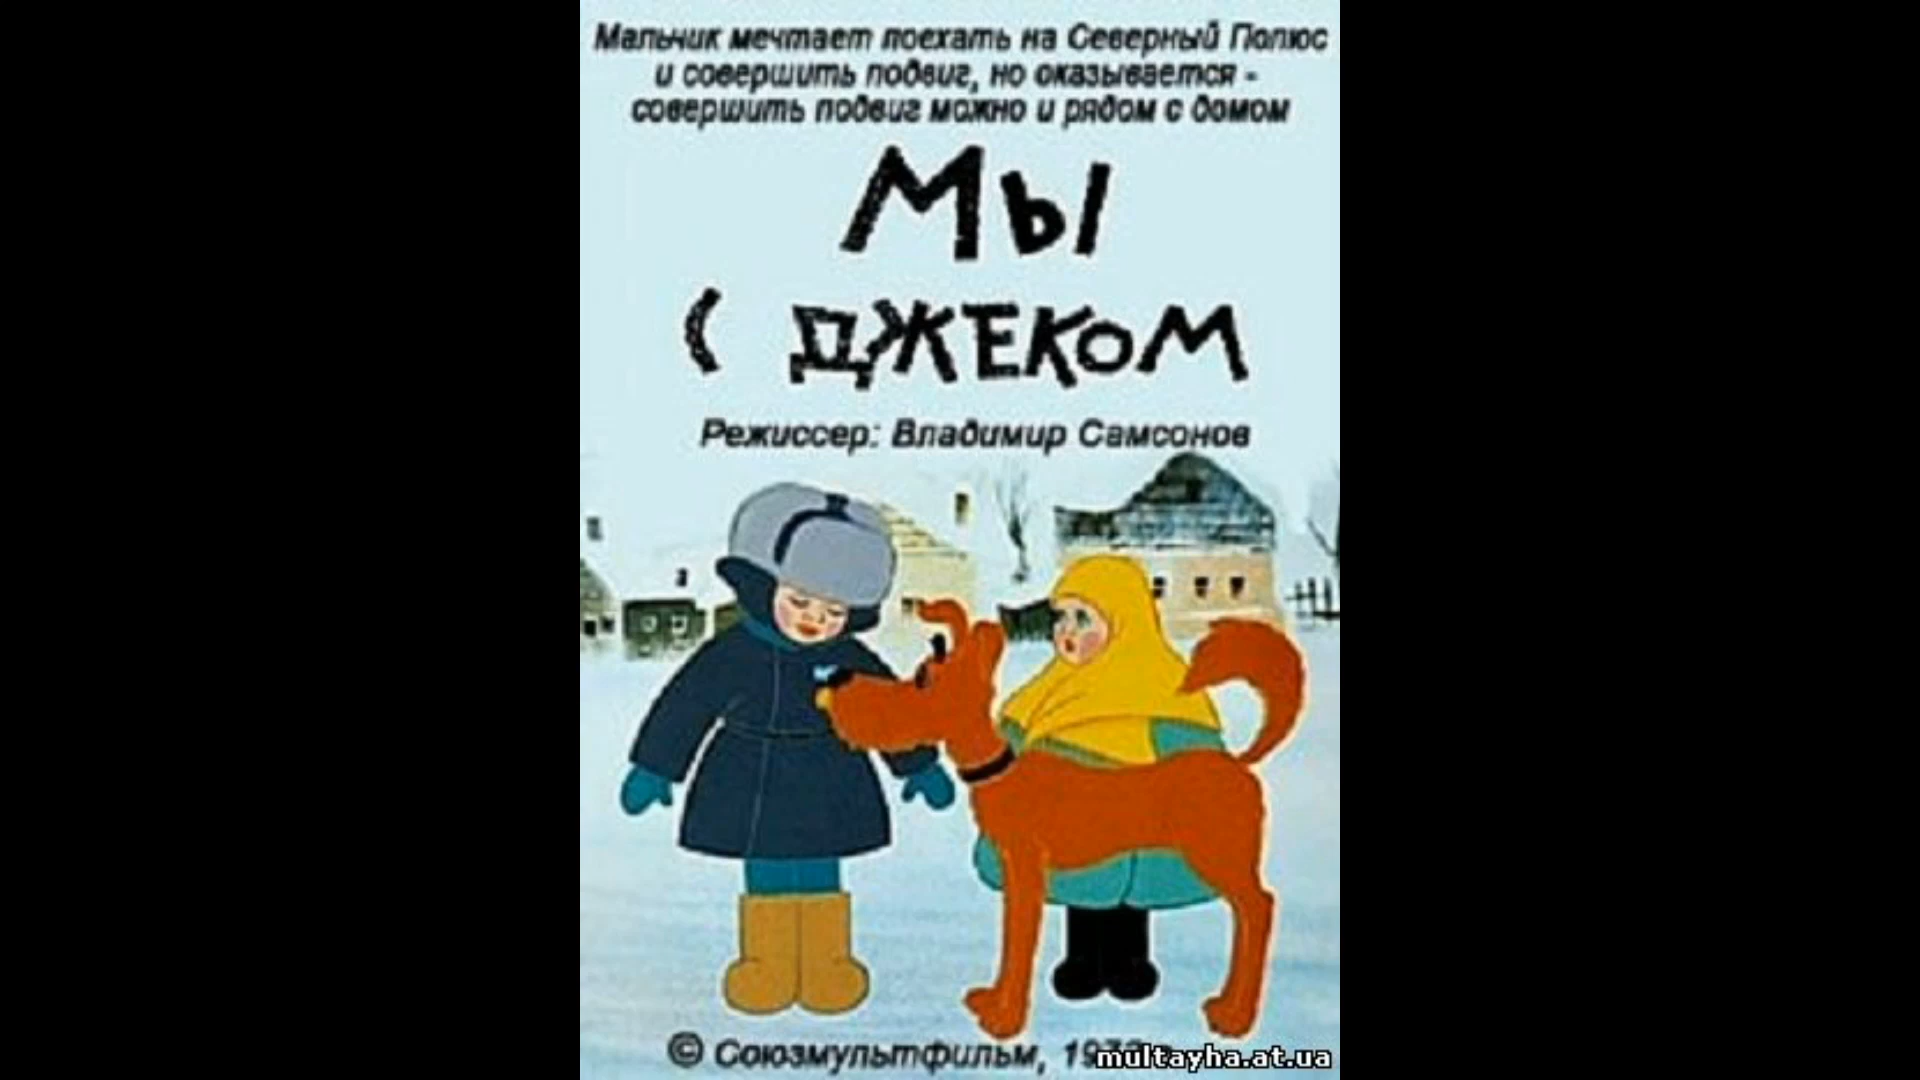 Мальчик мечтает поехать на Северный Полюс
и совершить подвиг, но оказывается -
совершить подвиг можно и рядом с домом
Мы
с Джеком
Режиссер: Владимир Самсонов
© Союзмультфильм,
multayha.at.ua